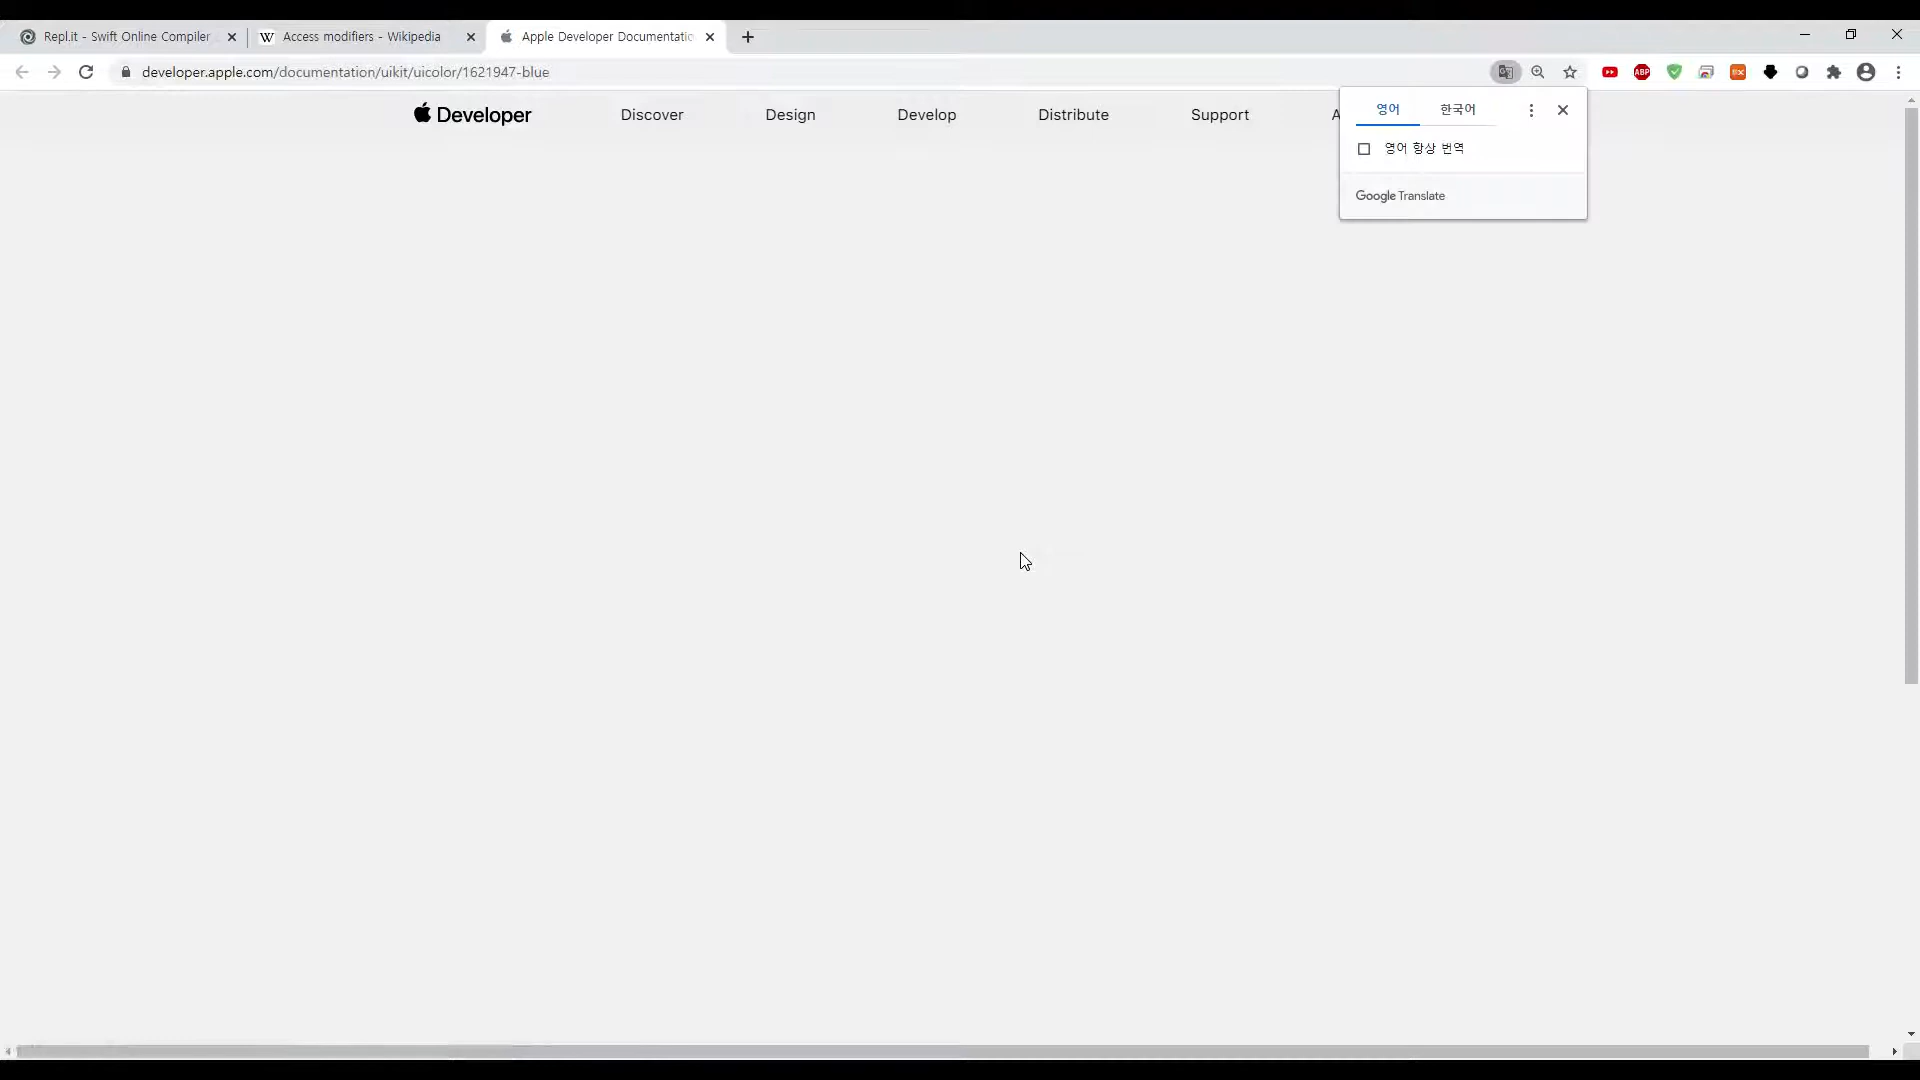 Repl.it - Swift Online Compiler
Access modifiers - Wikipedia
Apple Developer Documentatio
developer.apple.com/documentation/uikit/uicolor/1621947-blue
ABP
Developer
Discover
Design
Develop
Distribute
Support
A
영어
한국어
영어 항상 번역
Google Translate